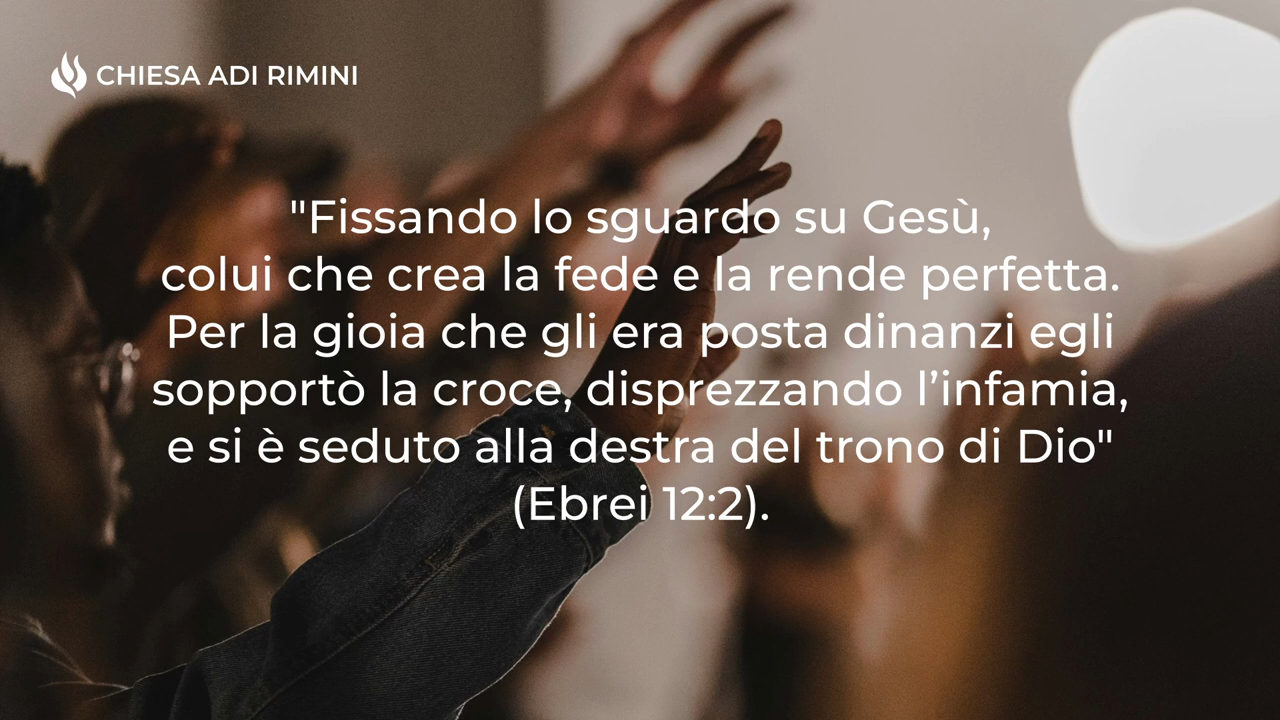 CHIESA ADI RIMINI
"Fissando lo sguardo su Gesù,
colui che crea la fede e la rende perfetta.
Per la gioia che gli era posta dinanzi egli
sopportò la croce, disprezzando l’infamia,
e si è seduto alla destra del trono di Dio"
(Ebrei 12:2).